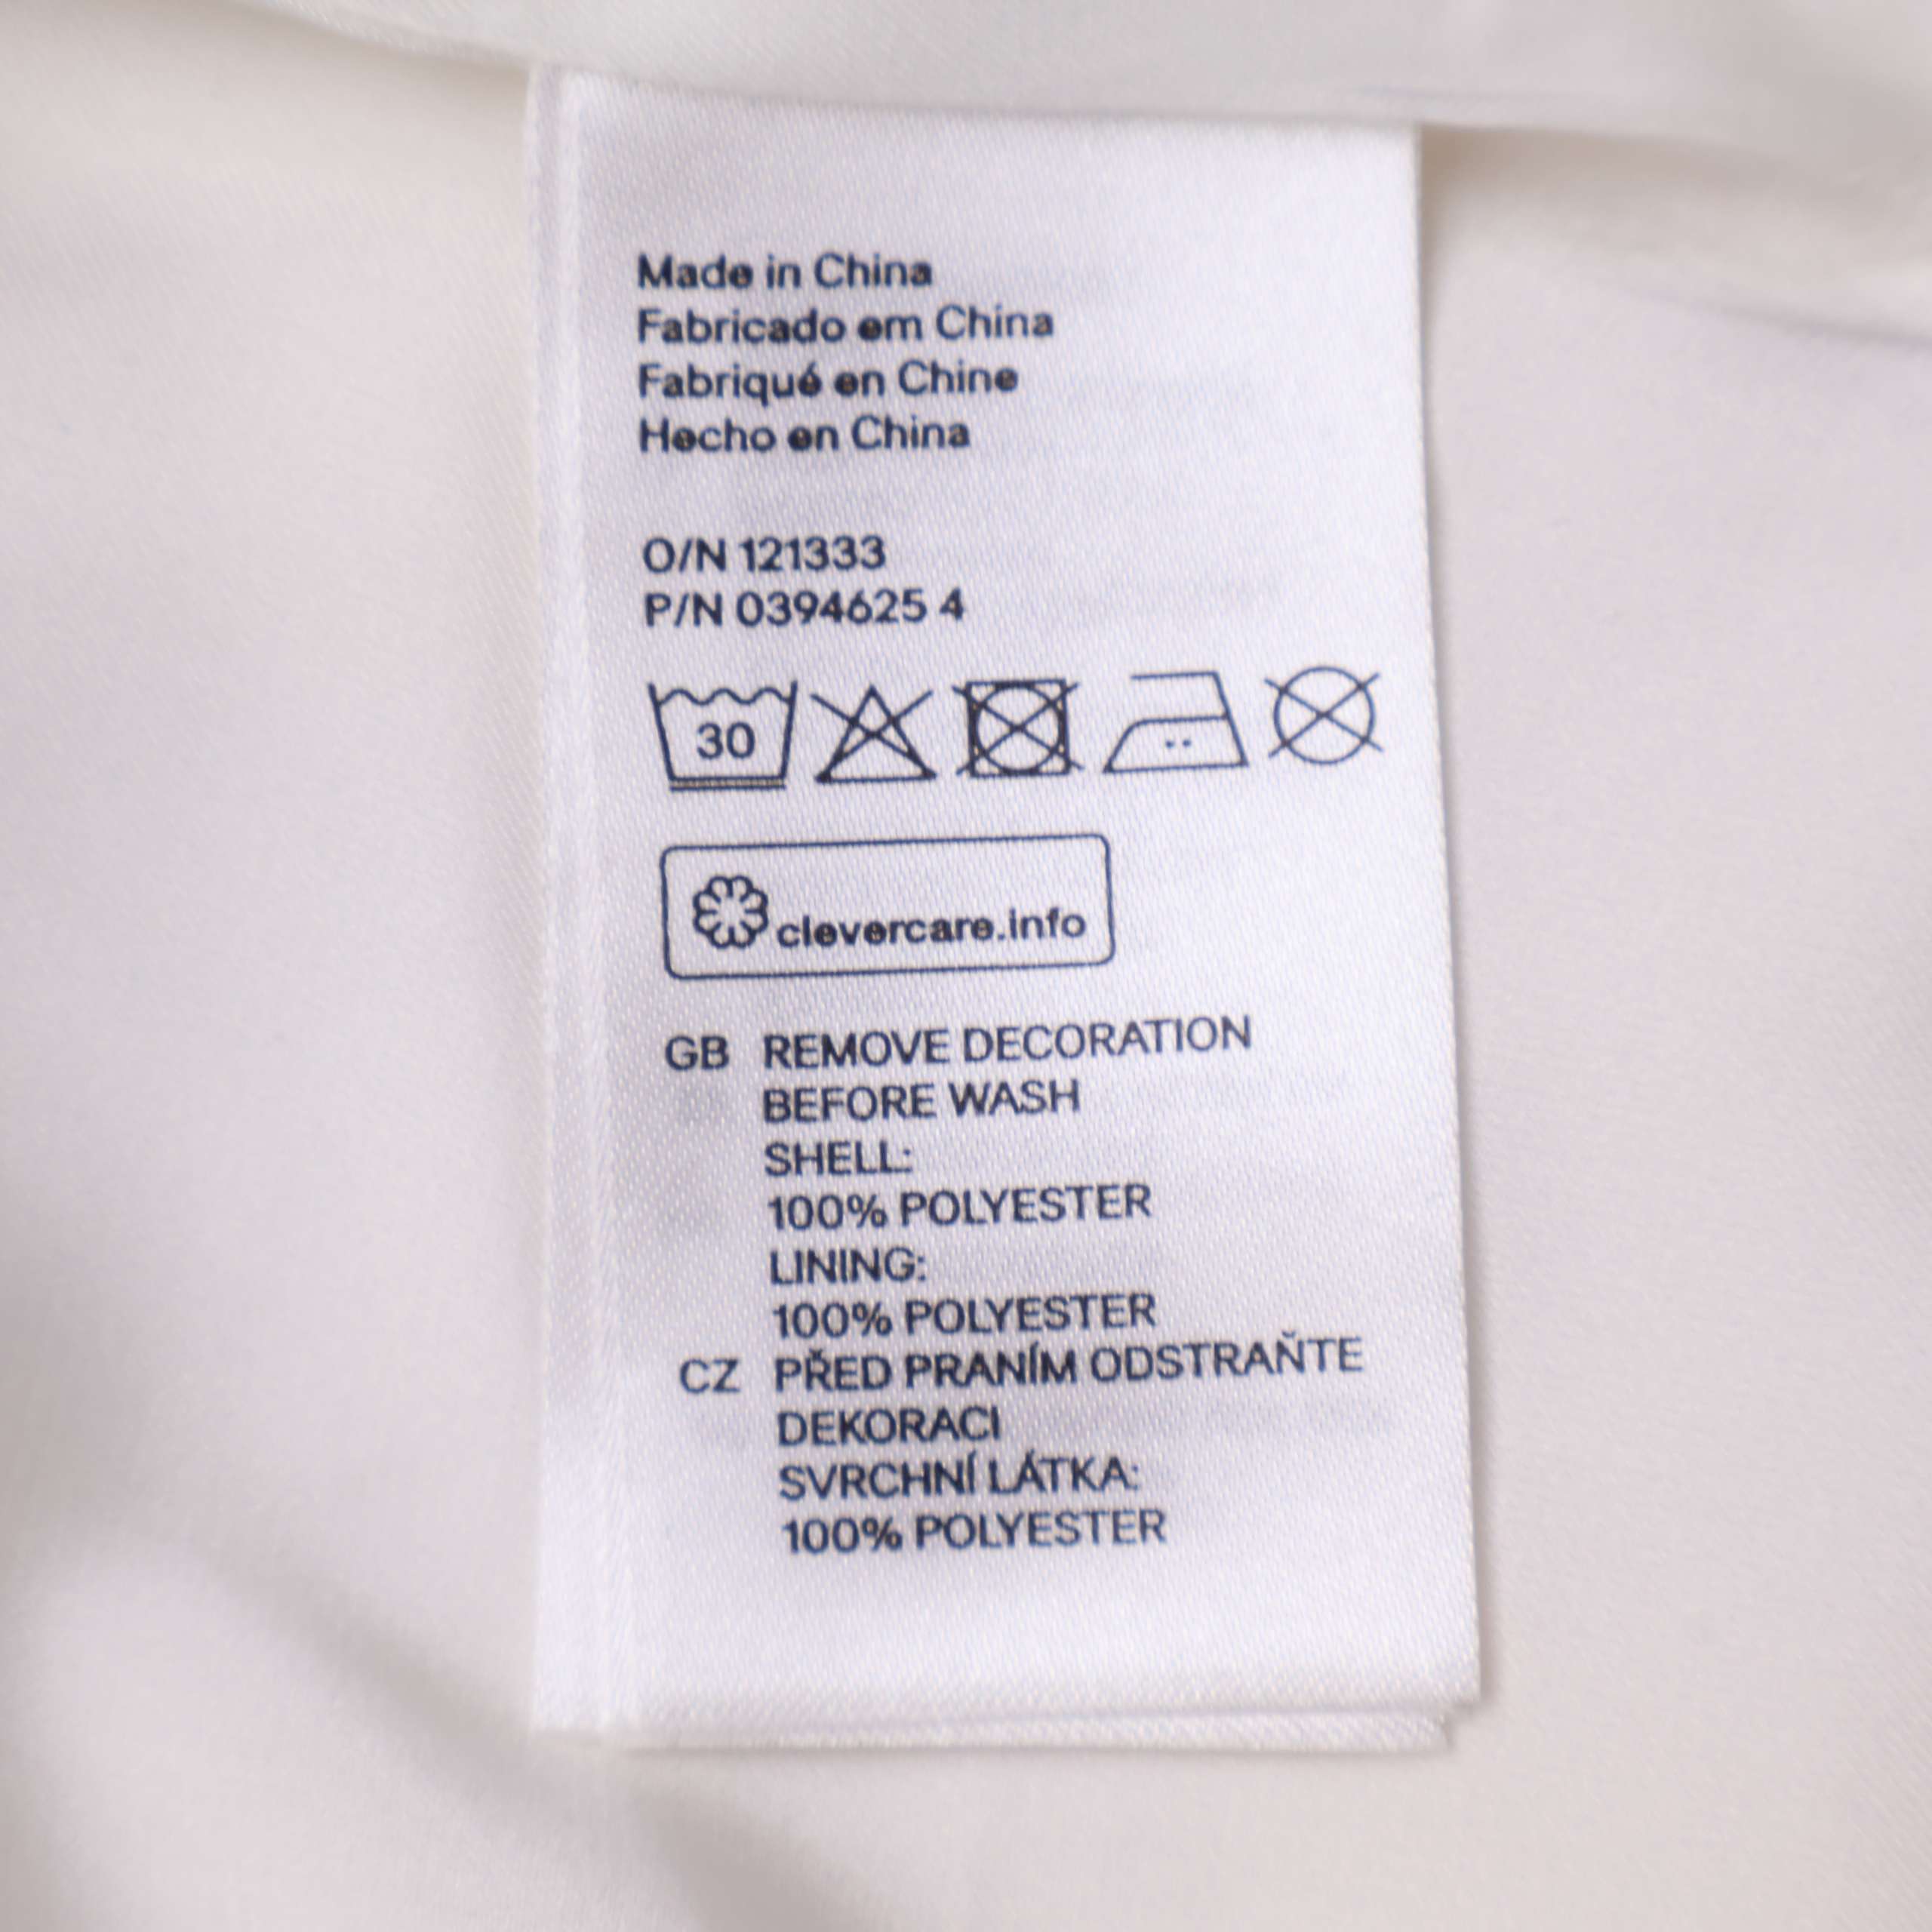 Made in China
Fabricado em China
Fabriqué en Chine
Hecho en China
O/N 121333
P/N 0394625 4
30
clevercare.info
GB REMOVE DECORATION
BEFORE WASH
SHELL:
100% POLYESTER
LINING:
100% POLYESTER
CZ PŘED PRANÍM ODSTRAŇTE
DEKORACI
SVRCHNÍ LÁTKA:
100% POLYESTER